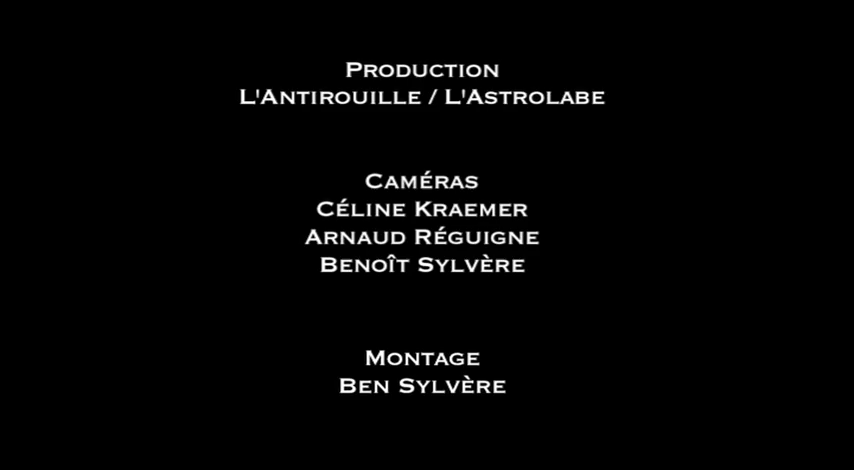 Production
L'Antirouille / L'Astrolabe
Caméras
Céline Kraemer
Arnaud Réguigne
Benoît Sylvère
Montage
Ben Sylvère